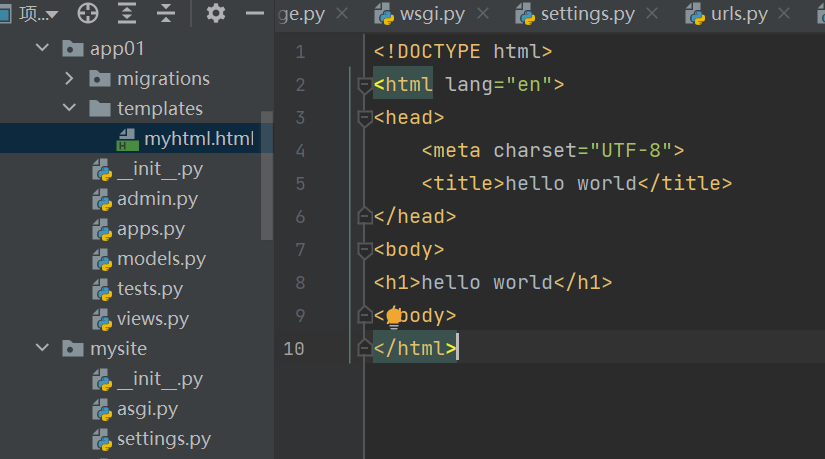 项...
ge.py
wsgi.py
settings.py
urls.py
app01
migrations
templates
myhtml.html
__init__.py
admin.py
apps.py
models.py
tests.py
views.py
mysite
__init__.py
asgi.py
settings.py
1 <!DOCTYPE html>
2 <html lang="en">
3 <head>
4 <meta charset="UTF-8">
5 <title>hello world</title>
6 </head>
7 <body>
8 <h1>hello world</h1>
9 </body>
10 </html>